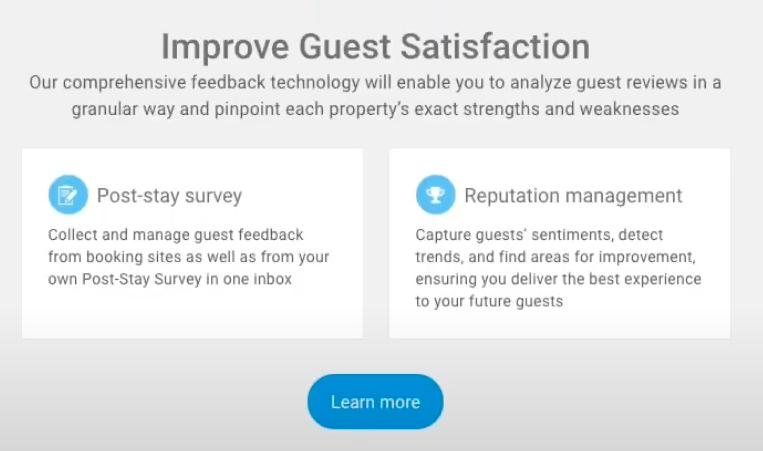 Improve Guest Satisfaction
Our comprehensive feedback technology will enable you to analyze guest reviews in a
granular way and pinpoint each property's exact strengths and weaknesses
Post-stay survey
Collect and manage guest feedback
from booking sites as well as from your
own Post-Stay Survey in one inbox
Reputation management
Capture guests' sentiments, detect
trends, and find areas for improvement,
ensuring you deliver the best experience
to your future guests
Learn more